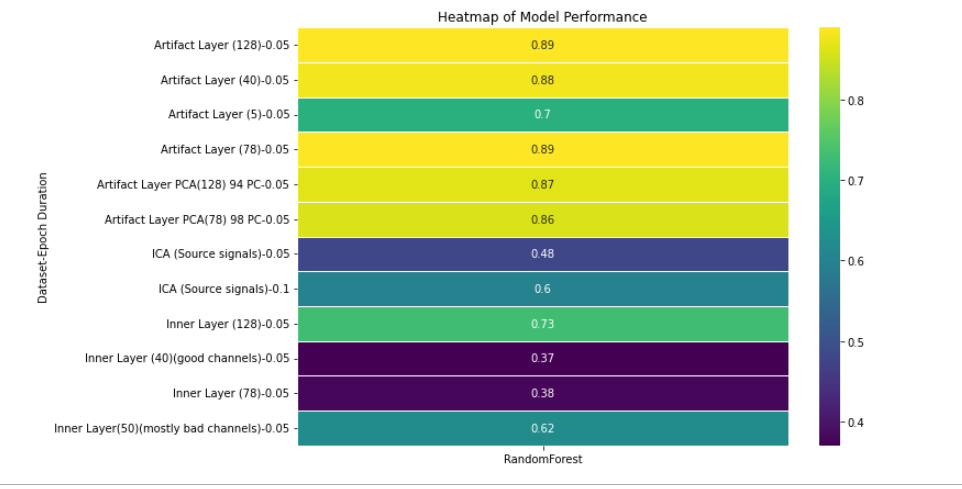 Heatmap of Model Performance
Artifact Layer (128)-0.05
0.89
Artifact Layer (40)-0.05
0.88
Artifact Layer (5)-0.05
0.7
Artifact Layer (78)-0.05
0.89
Artifact Layer PCA(128) 94 PC-0.05
0.87
Artifact Layer PCA(78) 98 PC-0.05
0.86
ICA (Source signals)-0.05
0.48
ICA (Source signals)-0.1
0.6
Inner Layer (128)-0.05
0.73
Inner Layer (40)(good channels)-0.05
0.37
Inner Layer (78)-0.05
0.38
Inner Layer(50)(mostly bad channels)-0.05
0.62
Dataset-Epoch Duration
RandomForest
0.8
0.7
0.6
0.5
0.4